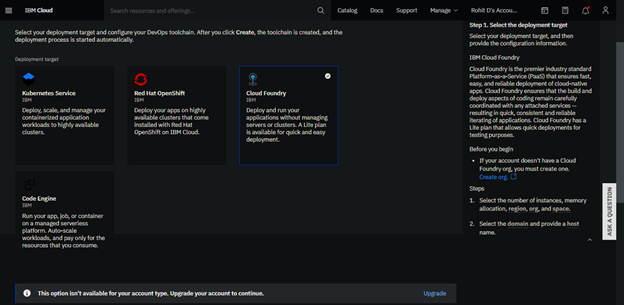 IBM Cloud
Search resources and offerings...
Catalog
Docs
Support
Manage
Rohit D's Accou...
Select your deployment target and configure your DevOps toolchain. After you click Create, the toolchain is created, and the
deployment process is started automatically.
Deployment target
Kubernetes Service
IBM
Deploy, scale, and manage your
containerized application
workloads to highly available
clusters.
Red Hat OpenShift
IBM
Deploy your apps on highly
available clusters that come
installed with Red Hat
OpenShift on IBM Cloud.
Cloud Foundry
IBM
Deploy and run your
applications without managing
servers or clusters. A Lite plan
is available for quick and easy
deployment.
Code Engine
IBM
Run your app, job, or container
on a managed serverless
platform. Auto-scale
workloads, and pay only for the
resources that you consume.
This option isn't available for your account type. Upgrade your account to continue.
Upgrade
Step 1. Select the deployment target
Select your deployment target, and then
provide the configuration information.
IBM Cloud Foundry
Cloud Foundry is the premier industry standard
Platform-as-a-Service (PaaS) that ensures fast,
easy, and reliable deployment of cloud-native
apps. Cloud Foundry ensures that the build and
deploy aspects of coding remain carefully
coordinated with any attached services —
resulting in quick, consistent and reliable
iterating of applications. Cloud Foundry has a
Lite plan that allows quick deployments for
testing purposes.
Before you begin
• If your account doesn't have a Cloud
Foundry org, you must create one.
Create org.
Steps
1. Select the number of instances, memory
allocation, region, org, and space.
2. Select the domain and provide a host
name.
ASK A QUESTION